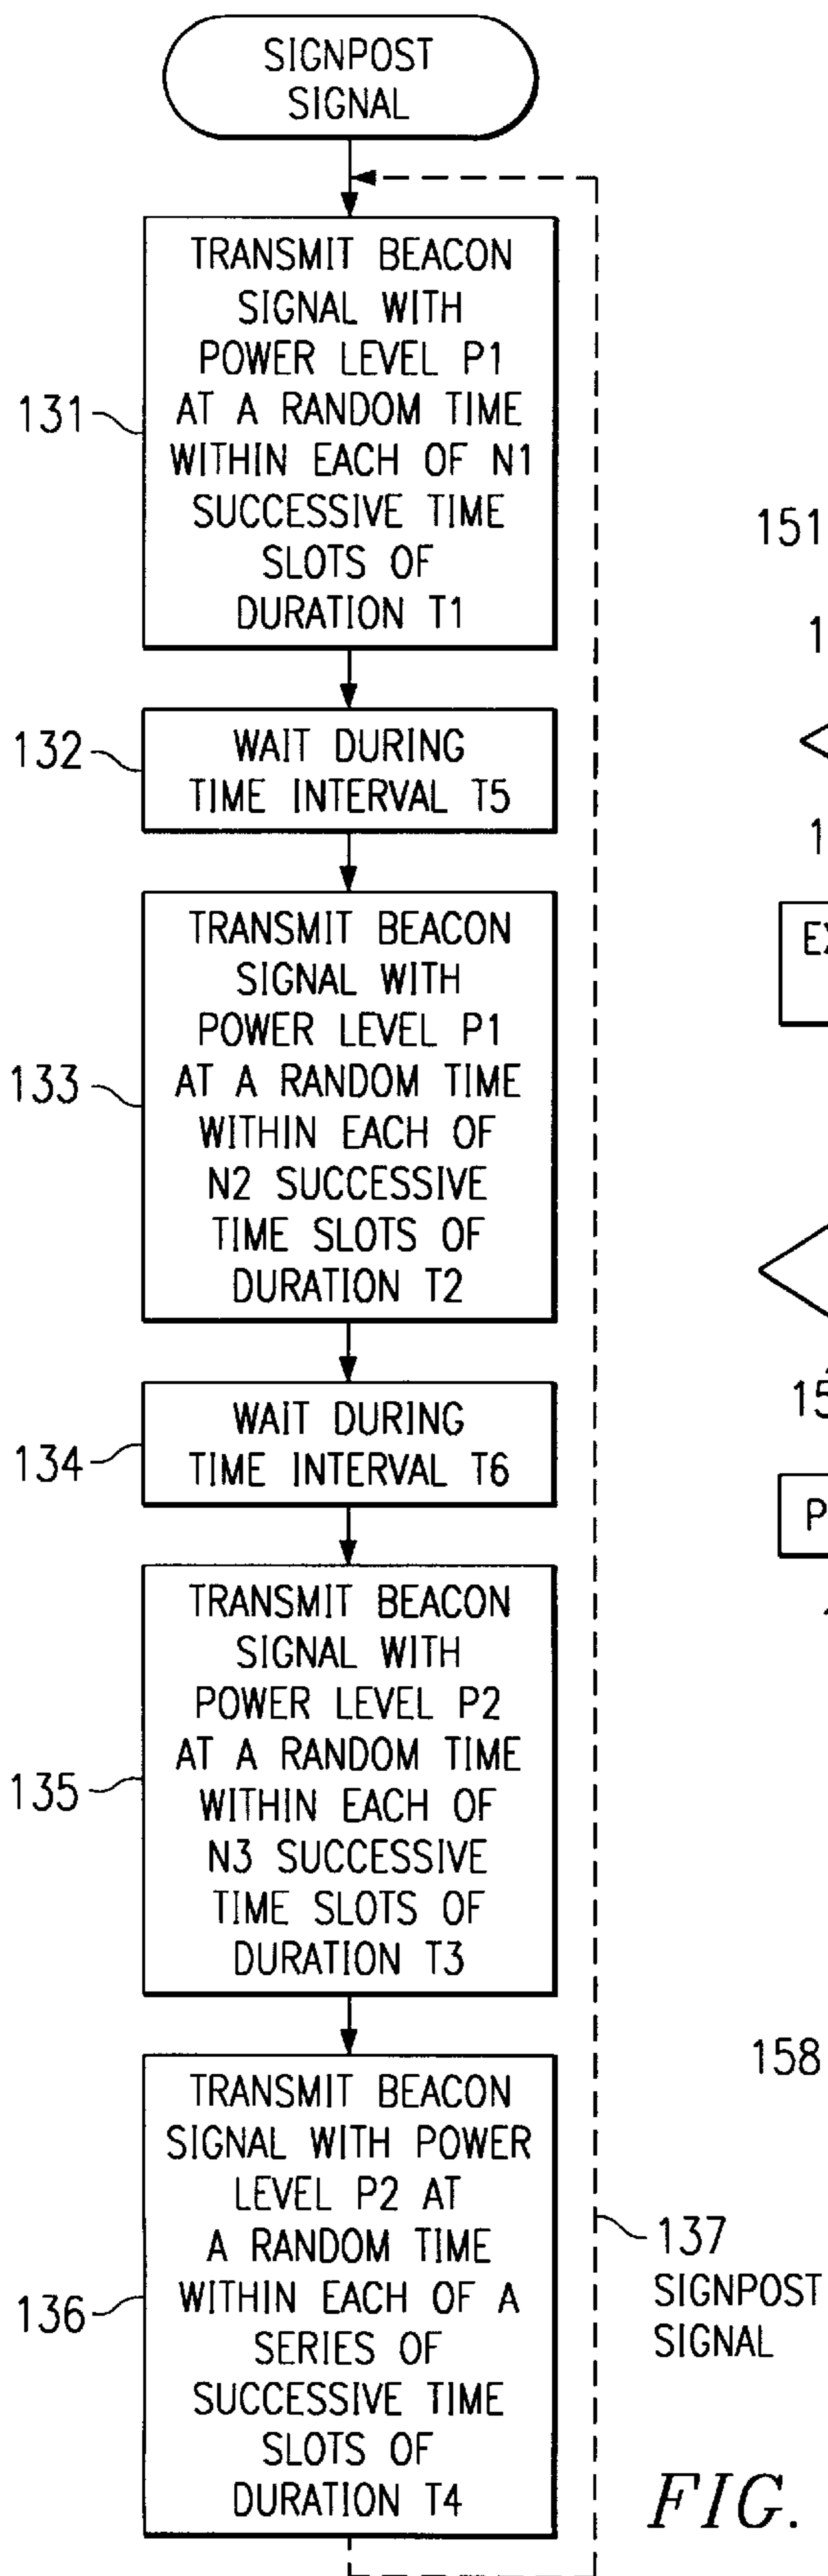 SIGNPOST
SIGNAL
TRANSMIT BEACON
SIGNAL WITH
POWER LEVEL P1
AT A RANDOM TIME
WITHIN EACH OF N1
SUCCESSIVE TIME
SLOTS OF
DURATION T1
131
WAIT DURING
TIME INTERVAL T5
132
TRANSMIT BEACON
SIGNAL WITH
POWER LEVEL P1
AT A RANDOM TIME
WITHIN EACH OF
N2 SUCCESSIVE
TIME SLOTS OF
DURATION T2
133
WAIT DURING
TIME INTERVAL T6
134
TRANSMIT BEACON
SIGNAL WITH
POWER LEVEL P2
AT A RANDOM TIME
WITHIN EACH OF
N3 SUCCESSIVE
TIME SLOTS OF
DURATION T3
135
TRANSMIT BEACON
SIGNAL WITH POWER
LEVEL P2 AT
A RANDOM TIME
WITHIN EACH OF A
SERIES OF
SUCCESSIVE TIME
SLOTS OF
DURATION T4
136
137
SIGNPOST
SIGNAL
151
158
FIG.